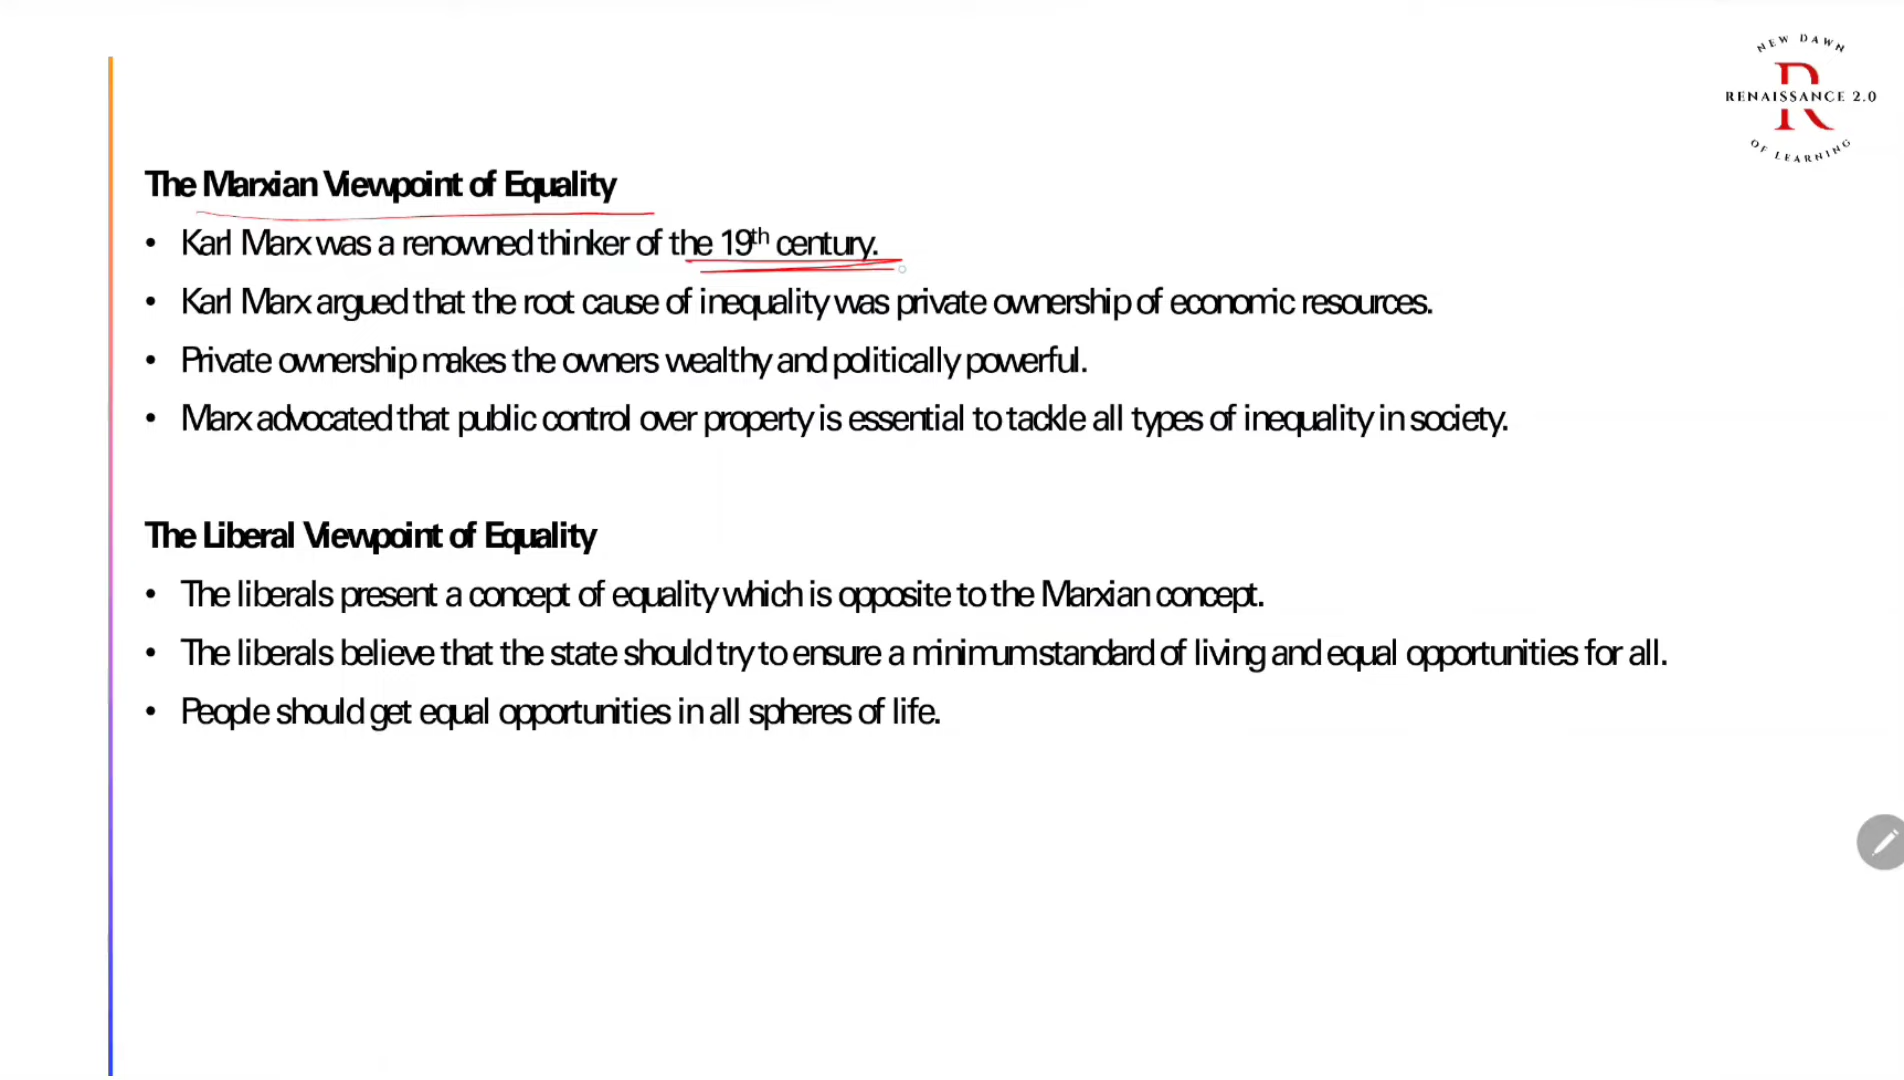 NEW DAWN
R
RENAISSANCE 2.0
OF LEARNING
The Marxian Viewpoint of Equality
• Karl Marx was a renowned thinker of the 19th century.
• Karl Marx argued that the root cause of inequality was private ownership of economic resources.
• Private ownership makes the owners wealthy and politically powerful.
• Marx advocated that public control over property is essential to tackle all types of inequality in society.
The Liberal Viewpoint of Equality
• The liberals present a concept of equality which is opposite to the Marxian concept.
• The liberals believe that the state should try to ensure a minimum standard of living and equal opportunities for all.
• People should get equal opportunities in all spheres of life.